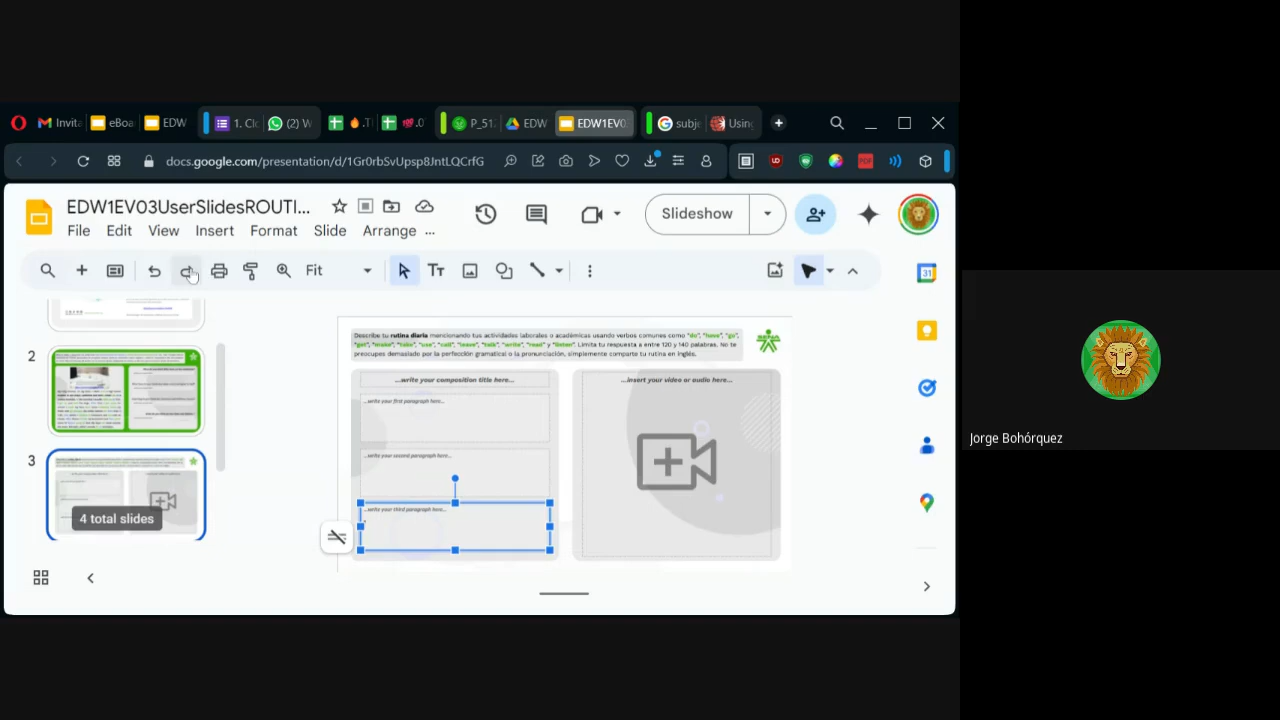 Invita
eBoa
EDW
1. Clo
(2) W
.TI
.0
P_51
EDW
EDW1EV0
subje
Using
docs.google.com/presentation/d/1Gr0rbSvUpsp8JntLQCrfG
EDW1EV03UserSlidesROUTI...
File Edit View Insert Format Slide Arrange ...
Slideshow
Fit
31
2
3
4 total slides
Describe tu rutina diaria mencionando tus actividades laborales o académicas usando verbos comunes como "do", "have", "go",
"get", "make", "take", "use", "call", "leave", "talk", "write", "read" y "listen". Limita tu respuesta a entre 120 y 140 palabras. No te
preocupes demasiado por la perfección gramatical o la pronunciación, simplemente comparte tu rutina en inglés.
SENA
...write your composition title here...
...insert your video or audio here...
...write your first paragraph here...
...write your second paragraph here...
...write your third paragraph here...
Jorge Bohórquez